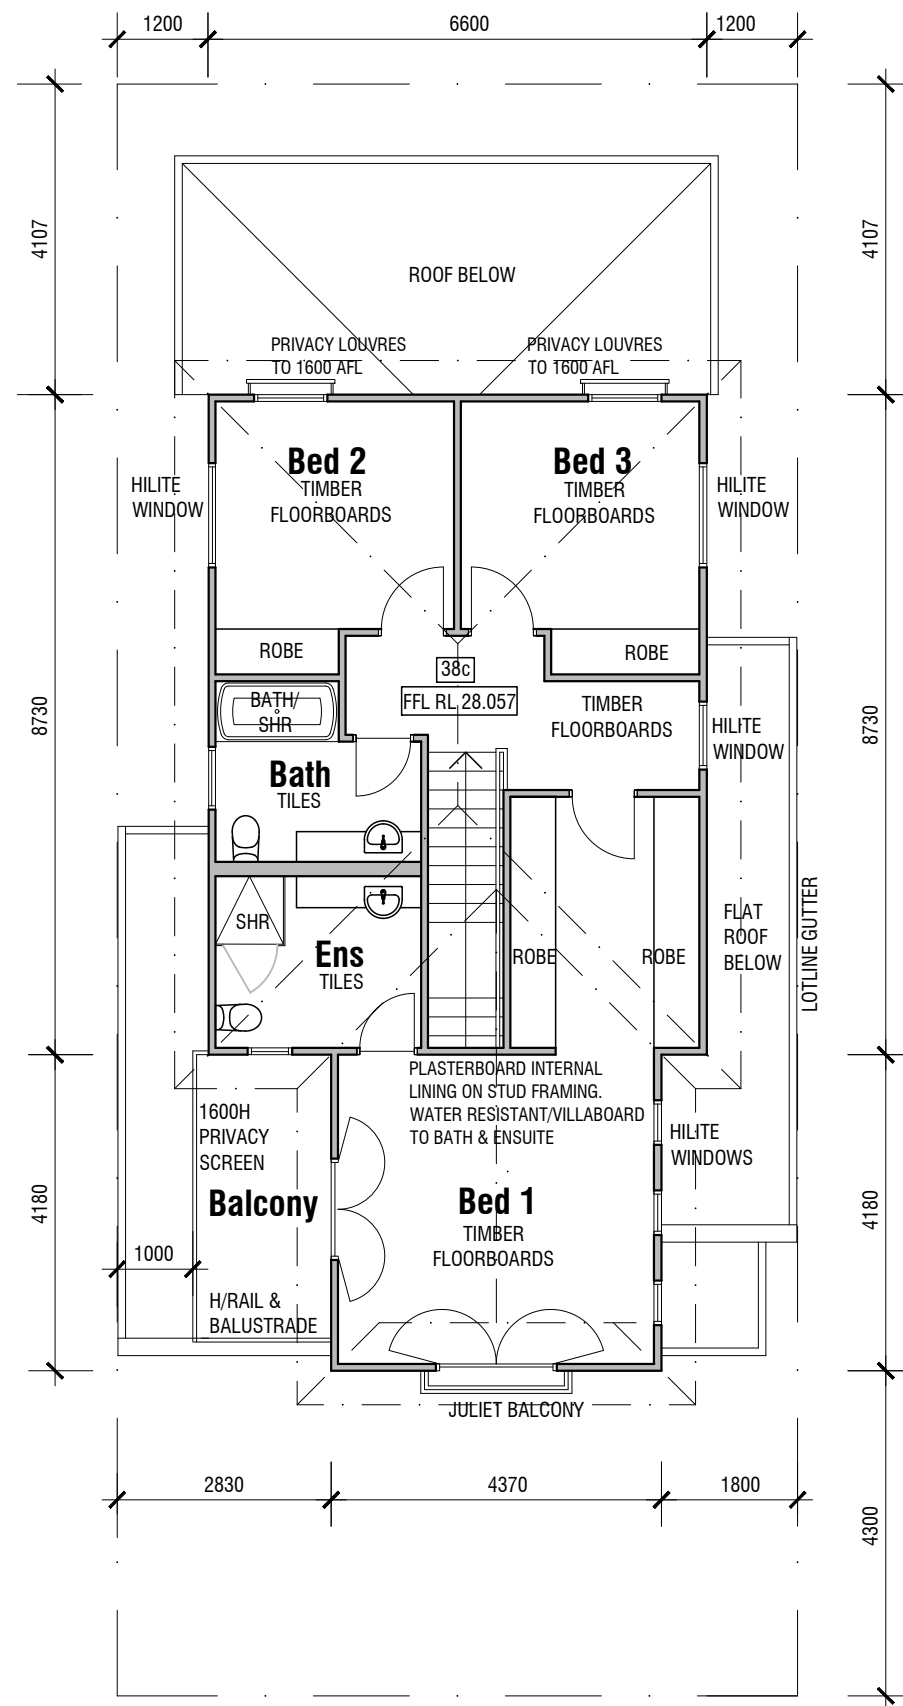 1200
6600
1200
4107
4107
ROOF BELOW
PRIVACY LOUVRES
TO 1600 AFL
PRIVACY LOUVRES
TO 1600 AFL
Bed 2
TIMBER
FLOORBOARDS
Bed 3
TIMBER
FLOORBOARDS
HILITE
WINDOW
HILITE
WINDOW
ROBE
ROBE
38c
FFL RL 28.057
8730
8730
BATH/
SHR
TIMBER
FLOORBOARDS
HILITE
WINDOW
Bath
TILES
SHR
Ens
TILES
ROBE
ROBE
FLAT
ROOF
BELOW
LOTLINE GUTTER
PLASTERBOARD INTERNAL
LINING ON STUD FRAMING.
WATER RESISTANT/VILLABOARD
TO BATH & ENSUITE
1600H
PRIVACY
SCREEN
HILITE
WINDOWS
4180
4180
Balcony
Bed 1
TIMBER
FLOORBOARDS
1000
H/RAIL &
BALUSTRADE
JULIET BALCONY
2830
4370
1800
4300